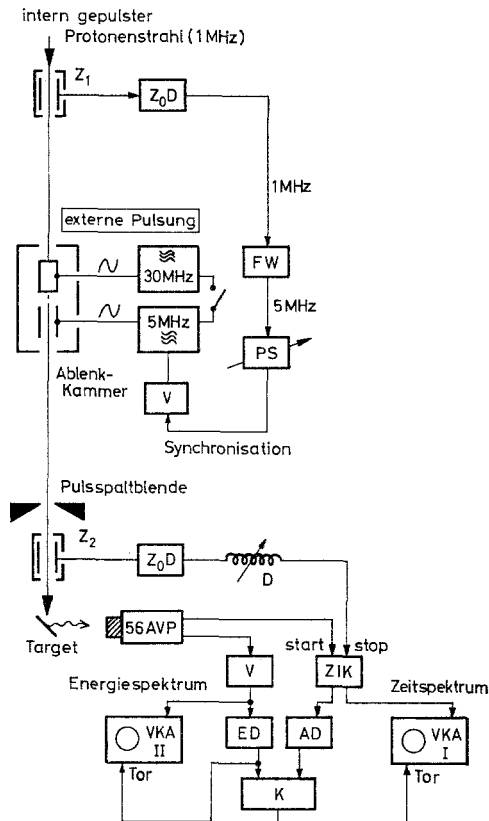 intern gepulster
Protonenstrahl (1MHz)
Z1
Z0D
1MHz
externe Pulsung
30MHz
FW
5MHz
5MHz
PS
Ablenk-
Kammer
V
Synchronisation
Pulsspaltblende
Z2
Z0D
D
Target
56AVP
start
stop
V
ZIK
Energiespektrum
Zeitspektrum
VKA
II
ED
AD
VKA
I
Tor
Tor
K